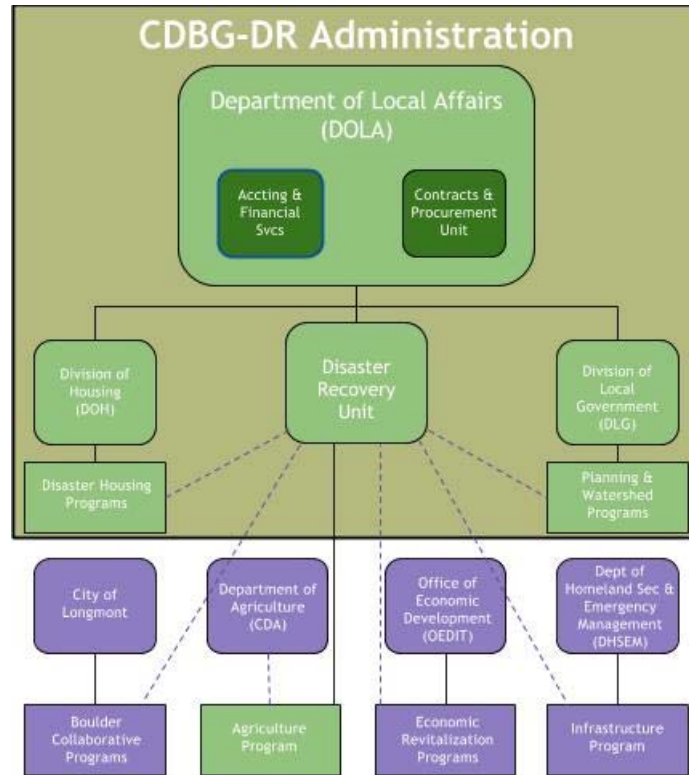 CDBG-DR Administration
Department of Local Affairs
(DOLA)
Accting &
Financial
Svcs
Contracts &
Procurement
Unit
Division of
Housing
(DOH)
Disaster
Recovery
Unit
Division of
Local
Government
(DLG)
Disaster Housing
Programs
Planning &
Watershed
Programs
City of
Longmont
Department of
Agriculture
(CDA)
Office of
Economic
Development
(OEDIT)
Dept of
Homeland Sec &
Emergency
Management
(DHSEM)
Boulder
Collaborative
Programs
Agriculture
Program
Economic
Revitalization
Programs
Infrastructure
Program